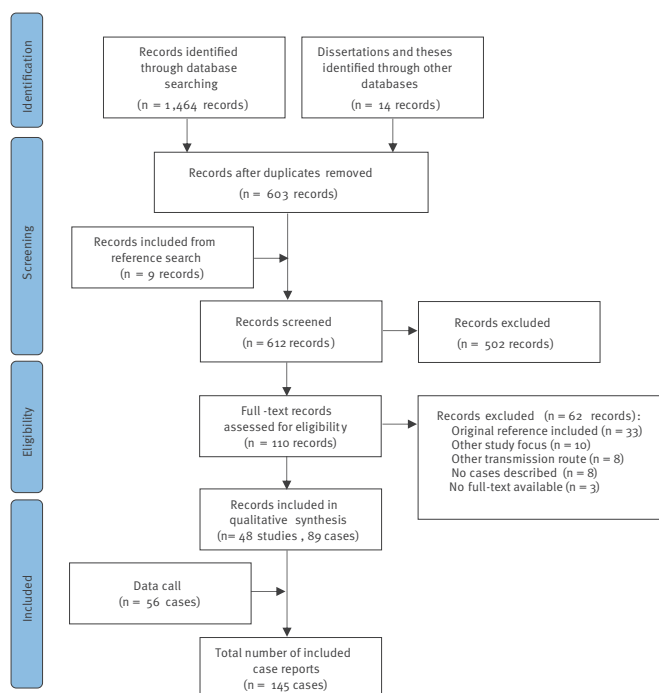 Identification
Records identified
through database
searching
(n = 1,464 records)
Dissertations and theses
identified through other
databases
(n = 14 records)
Screening
Records after duplicates removed
(n = 603 records)
Records included from
reference search
(n = 9 records)
Records screened
(n = 612 records)
Records excluded
(n = 502 records)
Eligibility
Full -text records
assessed for eligibility
(n = 110 records)
Records excluded (n = 62 records):
Original reference included (n = 33)
Other study focus (n = 10)
Other transmission route (n = 8)
No cases described (n = 8)
No full-text available (n = 3)
Included
Records included in
qualitative synthesis
(n= 48 studies , 89 cases)
Data call
(n = 56 cases)
Total number of included
case reports
(n = 145 cases)